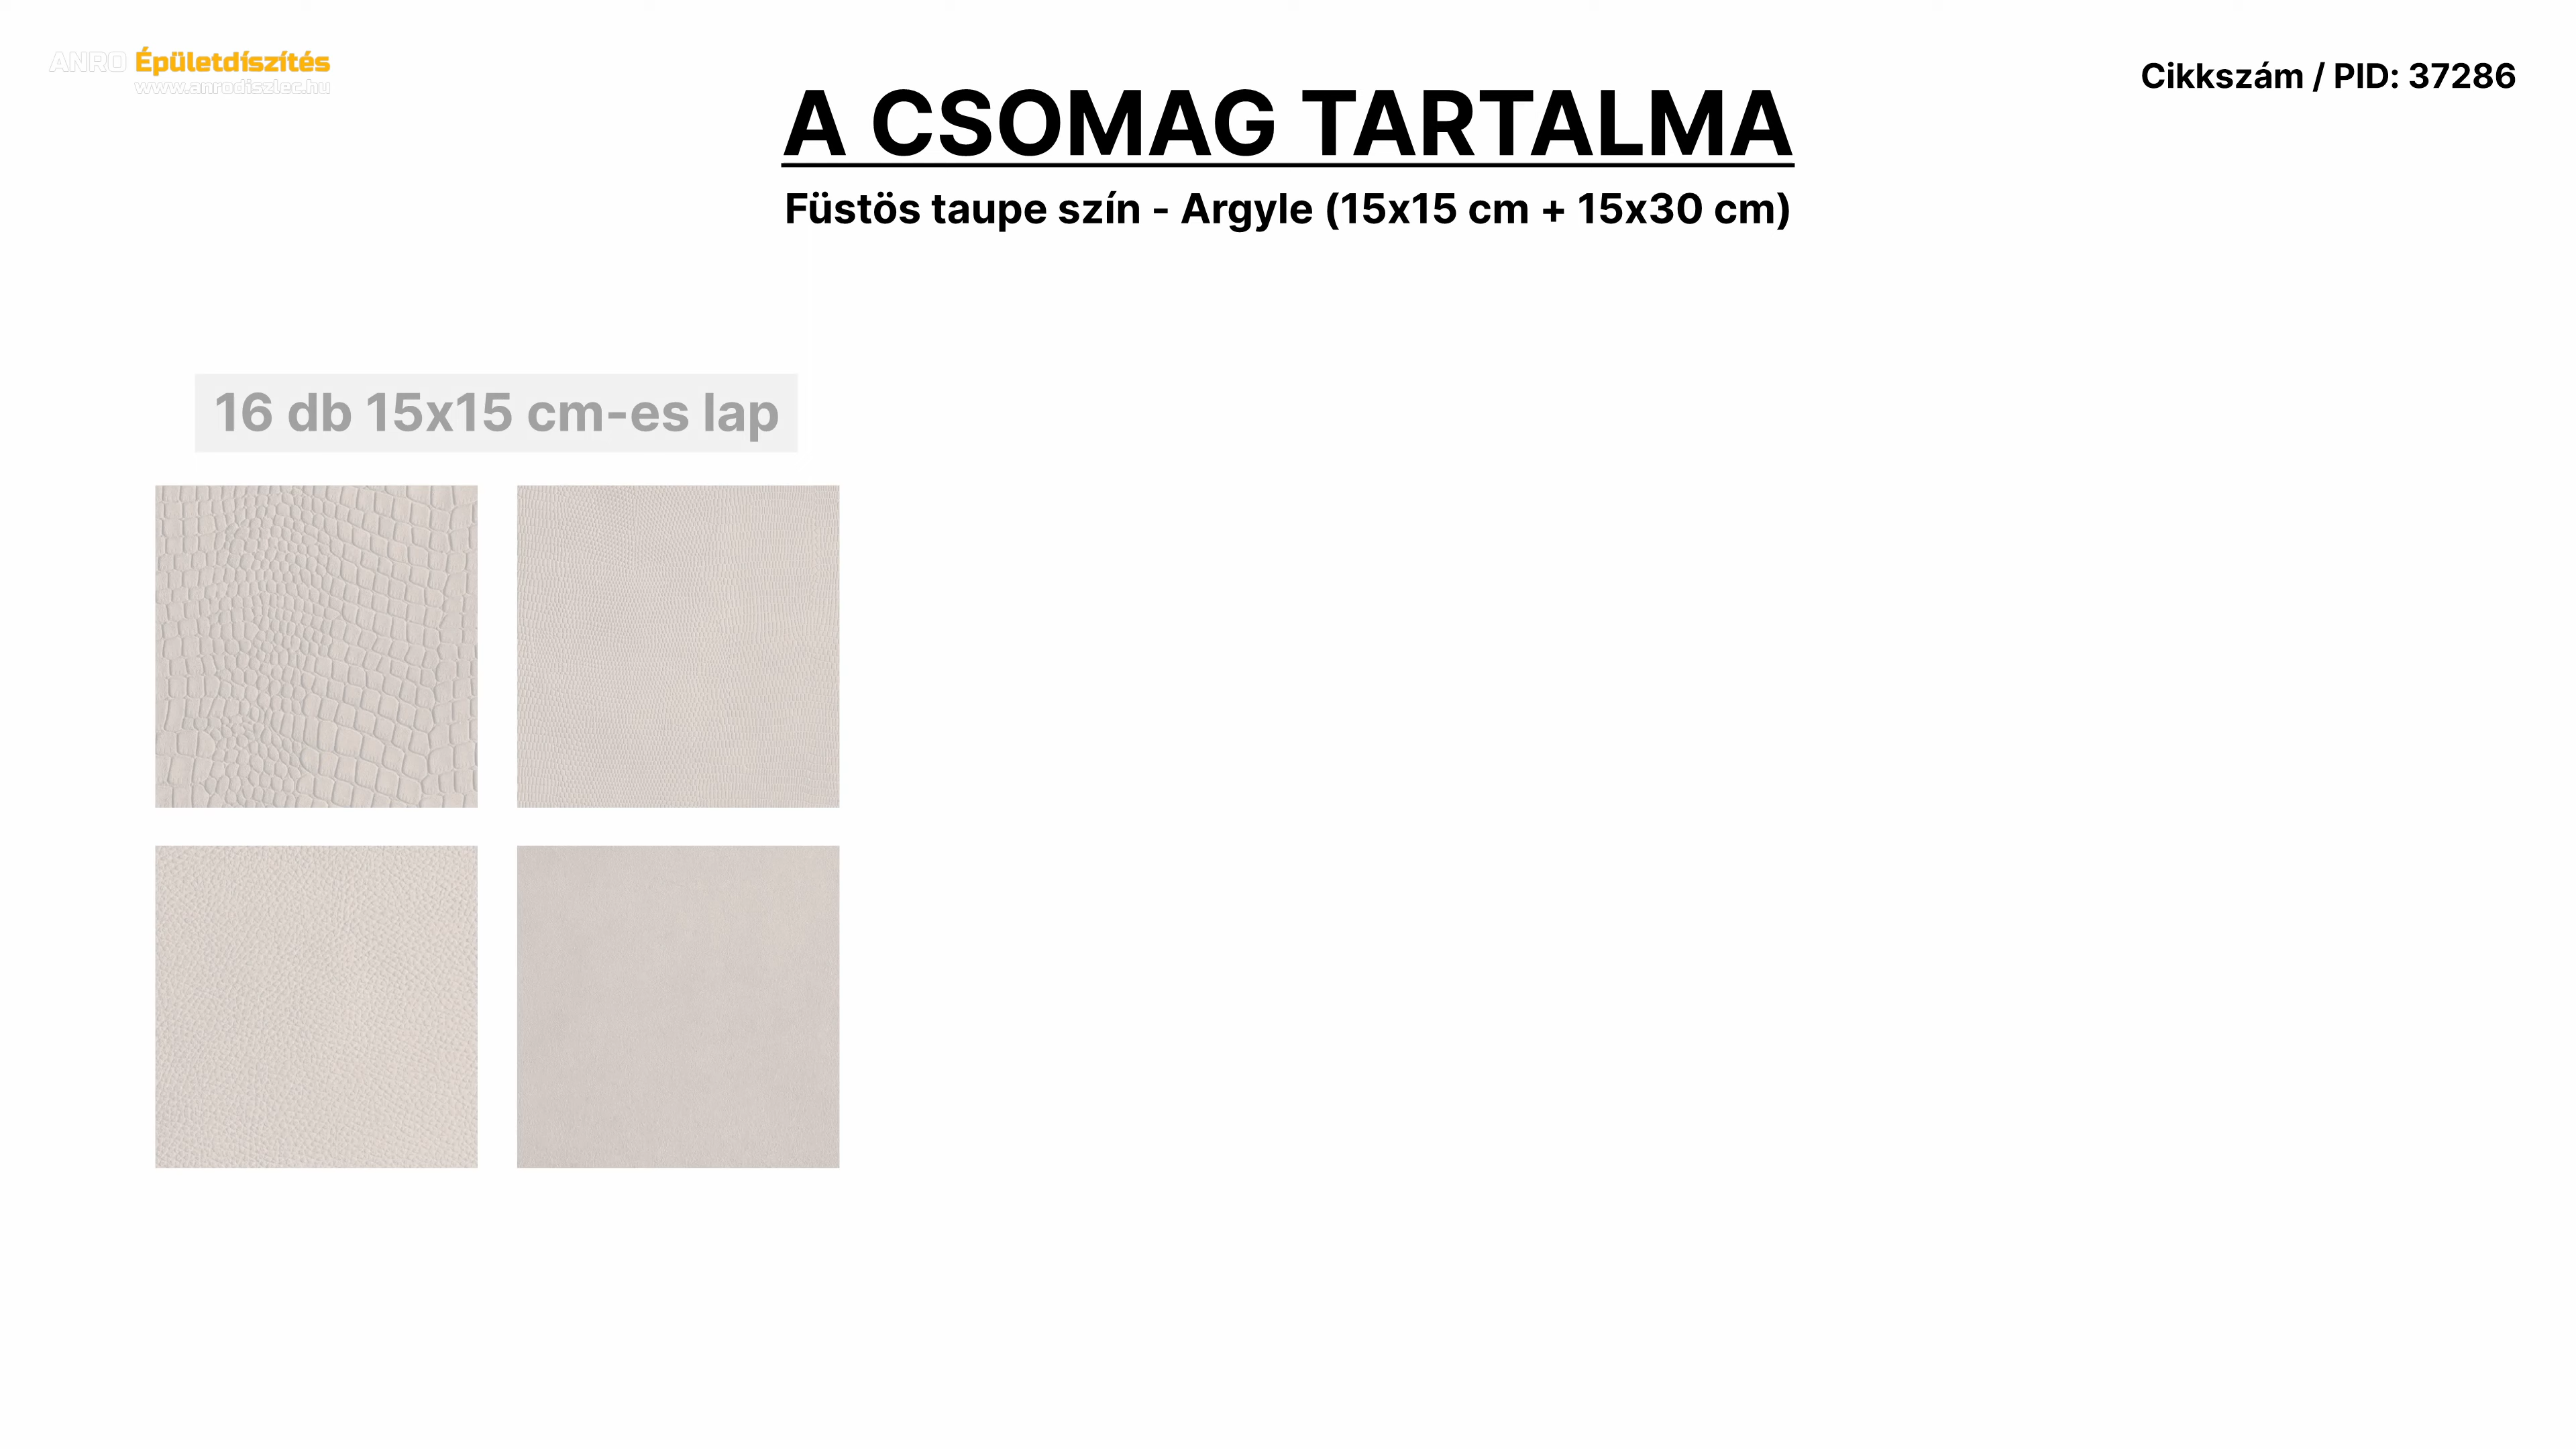 ANRO Épületdíszítés
www.anrodiszlec.hu
Cikkszám / PID: 37286
A CSOMAG TARTALMA
Füstös taupe szín - Argyle (15x15 cm + 15x30 cm)
16 db 15x15 cm-es lap